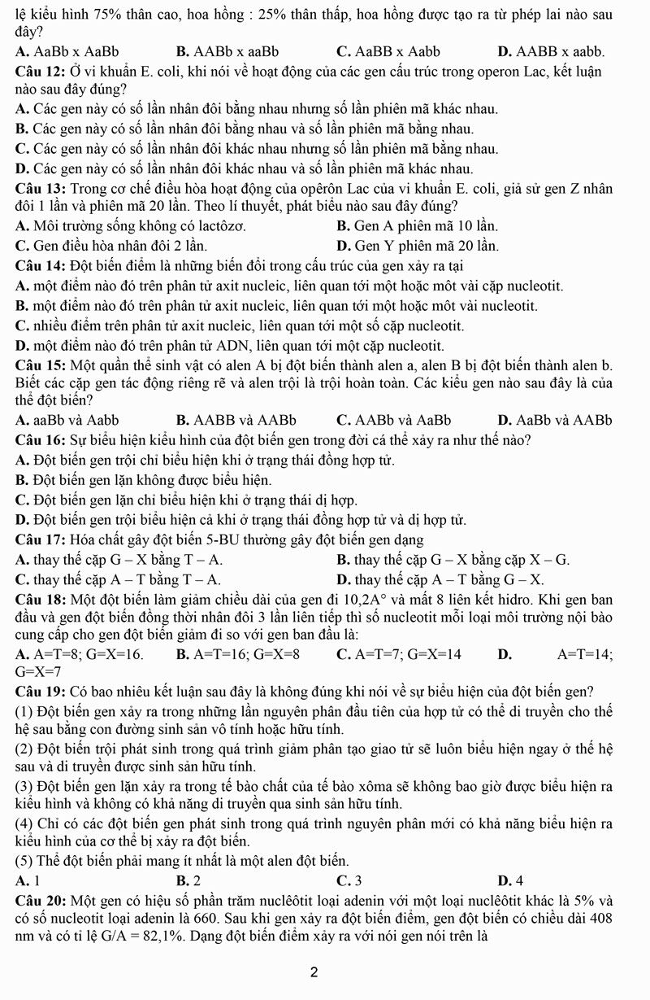 lệ kiểu hình 75% thân cao, hoa hồng : 25% thân thấp, hoa hồng được tạo ra từ phép lai nào sau
đây?
A. AaBb x AaBb B. AABb x aaBb C. AaBB x Aabb D. AABB x aabb.
Câu 12: Ở vi khuẩn E. coli, khi nói về hoạt động của các gen cấu trúc trong operon Lac, kết luận
nào sau đây đúng?
A. Các gen này có số lần nhân đôi bằng nhau nhưng số lần phiên mã khác nhau.
B. Các gen này có số lần nhân đôi bằng nhau và số lần phiên mã bằng nhau.
C. Các gen này có số lần nhân đôi khác nhau nhưng số lần phiên mã bằng nhau.
D. Các gen này có số lần nhân đôi khác nhau và số lần phiên mã khác nhau.
Câu 13: Trong cơ chế điều hòa hoạt động của opêrôn Lac của vi khuẩn E. coli, giả sử gen Z nhân
đôi 1 lần và phiên mã 20 lần. Theo lí thuyết, phát biểu nào sau đây đúng?
A. Môi trường sống không có lactôzơ. B. Gen A phiên mã 10 lần.
C. Gen điều hòa nhân đôi 2 lần. D. Gen Y phiên mã 20 lần.
Câu 14: Đột biến điểm là những biến đổi trong cấu trúc của gen xảy ra tại
A. một điểm nào đó trên phân tử axit nucleic, liên quan tới một hoặc môt vài cặp nucleotit.
B. một điểm nào đó trên phân tử axit nucleic, liên quan tới một hoặc môt vài nucleotit.
C. nhiều điểm trên phân tử axit nucleic, liên quan tới một số cặp nucleotit.
D. một điểm nào đó trên phân tử ADN, liên quan tới một cặp nucleotit.
Câu 15: Một quần thể sinh vật có alen A bị đột biến thành alen a, alen B bị đột biến thành alen b.
Biết các cặp gen tác động riêng rẽ và alen trội là trội hoàn toàn. Các kiểu gen nào sau đây là của
thể đột biến?
A. aaBb và Aabb B. AABB và AABb C. AABb và AaBb D. AaBb và AABb
Câu 16: Sự biểu hiện kiểu hình của đột biến gen trong đời cá thể xảy ra như thế nào?
A. Đột biến gen trội chỉ biểu hiện khi ở trạng thái đồng hợp tử.
B. Đột biến gen lặn không được biểu hiện.
C. Đột biến gen lặn chỉ biểu hiện khi ở trạng thái dị hợp.
D. Đột biến gen trội biểu hiện cả khi ở trạng thái đồng hợp tử và dị hợp tử.
Câu 17: Hóa chất gây đột biến 5-BU thường gây đột biến gen dạng
A. thay thế cặp G – X bằng T – A. B. thay thế cặp G – X bằng cặp X – G.
C. thay thế cặp A – T bằng T – A. D. thay thế cặp A – T bằng G – X.
Câu 18: Một đột biến làm giảm chiều dài của gen đi 10,2A° và mất 8 liên kết hidro. Khi gen ban
đầu và gen đột biến đồng thời nhân đôi 3 lần liên tiếp thì số nucleotit mỗi loại môi trường nội bào
cung cấp cho gen đột biến giảm đi so với gen ban đầu là:
A. A=T=8; G=X=16. B. A=T=16; G=X=8 C. A=T=7; G=X=14 D. A=T=14;
G=X=7
Câu 19: Có bao nhiêu kết luận sau đây là không đúng khi nói về sự biểu hiện của đột biến gen?
(1) Đột biến gen xảy ra trong những lần nguyên phân đầu tiên của hợp tử có thể di truyền cho thế
hệ sau bằng con đường sinh sản vô tính hoặc hữu tính.
(2) Đột biến trội phát sinh trong quá trình giảm phân tạo giao tử sẽ luôn biểu hiện ngay ở thế hệ
sau và di truyền được sinh sản hữu tính.
(3) Đột biến gen lặn xảy ra trong tế bào chất của tế bào xôma sẽ không bao giờ được biểu hiện ra
kiểu hình và không có khả năng di truyền qua sinh sản hữu tính.
(4) Chỉ có các đột biến gen phát sinh trong quá trình nguyên phân mới có khả năng biểu hiện ra
kiểu hình của cơ thể bị xảy ra đột biến.
(5) Thể đột biến phải mang ít nhất là một alen đột biến.
A. 1 B. 2 C. 3 D. 4
Câu 20: Một gen có hiệu số phần trăm nuclêôtit loại adenin với một loại nuclêôtit khác là 5% và
có số nucleotit loại adenin là 660. Sau khi gen xảy ra đột biến điểm, gen đột biến có chiều dài 408
nm và có tỉ lệ G/A = 82,1%. Dạng đột biến điểm xảy ra với nói gen nói trên là
2